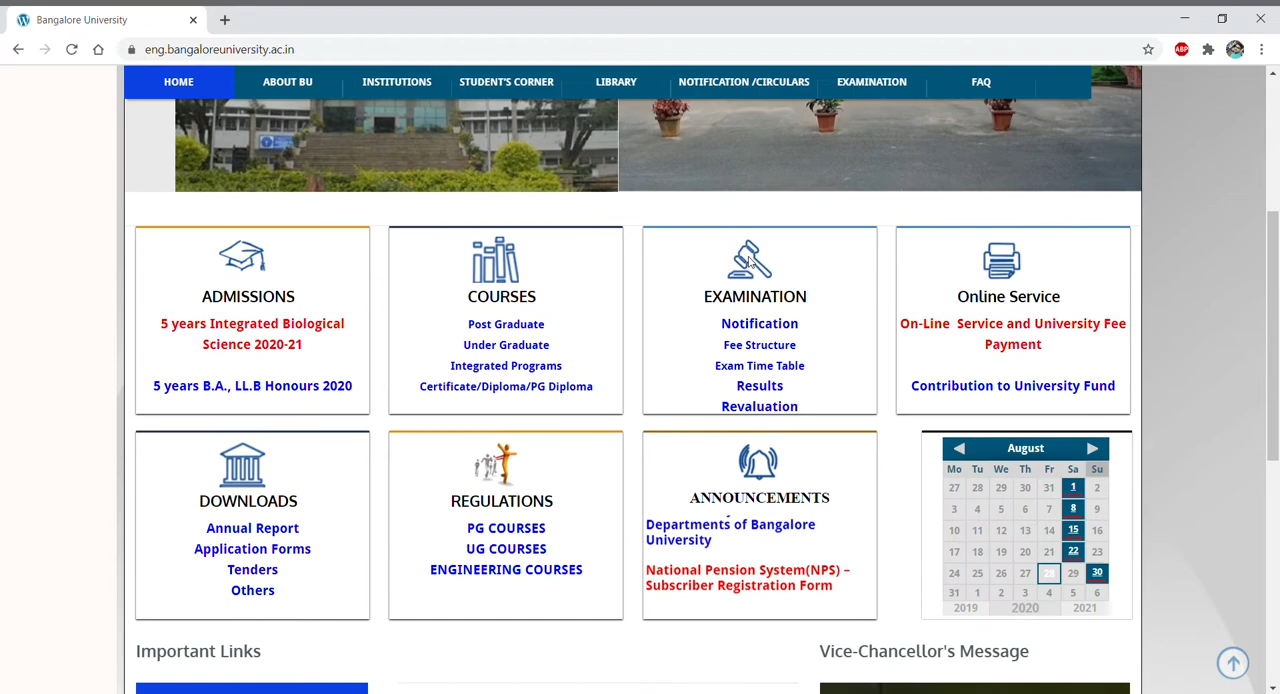 Bangalore University
eng.bangaloreuniversity.ac.in
ABP
HOME ABOUT BU INSTITUTIONS STUDENT'S CORNER LIBRARY NOTIFICATION /CIRCULARS EXAMINATION FAQ
ADMISSIONS
5 years Integrated Biological
Science 2020-21
5 years B.A., LL.B Honours 2020
COURSES
Post Graduate
Under Graduate
Integrated Programs
Certificate/Diploma/PG Diploma
EXAMINATION
Notification
Fee Structure
Exam Time Table
Results
Revaluation
Online Service
On-Line Service and University Fee
Payment
Contribution to University Fund
DOWNLOADS
Annual Report
Application Forms
Tenders
Others
REGULATIONS
PG COURSES
UG COURSES
ENGINEERING COURSES
ANNOUNCEMENTS
Departments of Bangalore
University
National Pension System(NPS) –
Subscriber Registration Form
August
Mo Tu We Th Fr Sa Su
27 28 29 30 31 1 2
3 4 5 6 7 8 9
10 11 12 13 14 15 16
17 18 19 20 21 22 23
24 25 26 27 28 29 30
31 1 2 3 4 5 6
2019 2020 2021
Important Links
Vice-Chancellor's Message